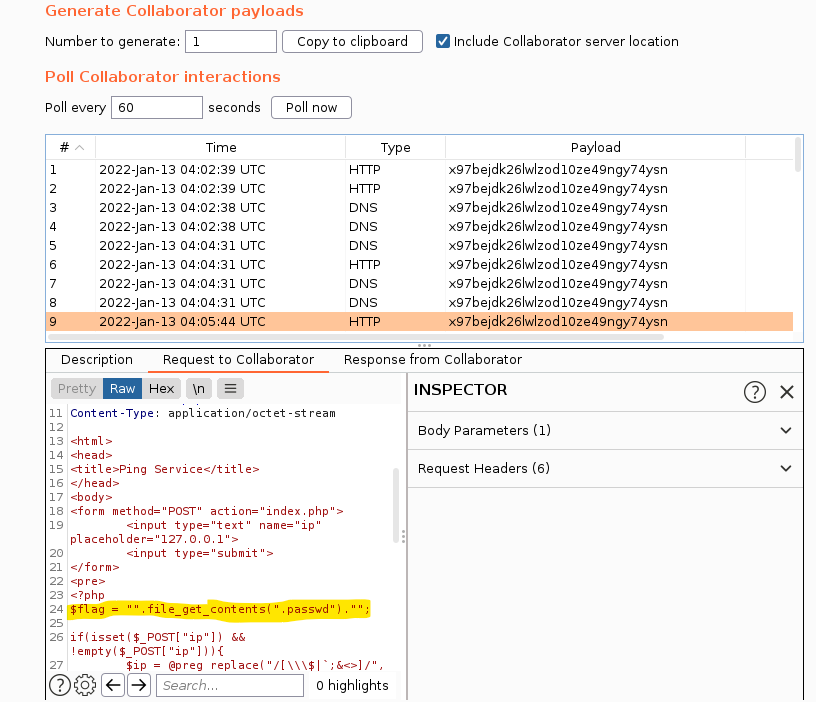 Generate Collaborator payloads
Number to generate: 1 Copy to clipboard Include Collaborator server location
Poll Collaborator interactions
Poll every 60 seconds Poll now
# Time Type Payload
1 2022-Jan-13 04:02:39 UTC HTTP x97bejdk26lwlzod10ze49ngy74ysn
2 2022-Jan-13 04:02:39 UTC HTTP x97bejdk26lwlzod10ze49ngy74ysn
3 2022-Jan-13 04:02:38 UTC DNS x97bejdk26lwlzod10ze49ngy74ysn
4 2022-Jan-13 04:02:38 UTC DNS x97bejdk26lwlzod10ze49ngy74ysn
5 2022-Jan-13 04:04:31 UTC DNS x97bejdk26lwlzod10ze49ngy74ysn
6 2022-Jan-13 04:04:31 UTC HTTP x97bejdk26lwlzod10ze49ngy74ysn
7 2022-Jan-13 04:04:31 UTC DNS x97bejdk26lwlzod10ze49ngy74ysn
8 2022-Jan-13 04:04:31 UTC DNS x97bejdk26lwlzod10ze49ngy74ysn
9 2022-Jan-13 04:05:44 UTC HTTP x97bejdk26lwlzod10ze49ngy74ysn
Description Request to Collaborator Response from Collaborator
Pretty Raw Hex \n
11 Content-Type: application/octet-stream
12
13 <html>
14 <head>
15 <title>Ping Service</title>
16 </head>
17 <body>
18 <form method="POST" action="index.php">
19 <input type="text" name="ip"
placeholder="127.0.0.1">
20 <input type="submit">
21 </form>
22 <pre>
23 <?php
24 $flag = "".file_get_contents(".passwd")."";
25
26 if(isset($_POST["ip"]) &&
!empty($_POST["ip"])){
27 $ip = @preg_replace("/[\\\$|`;&<>]/",
Search... 0 highlights
INSPECTOR
Body Parameters (1)
Request Headers (6)